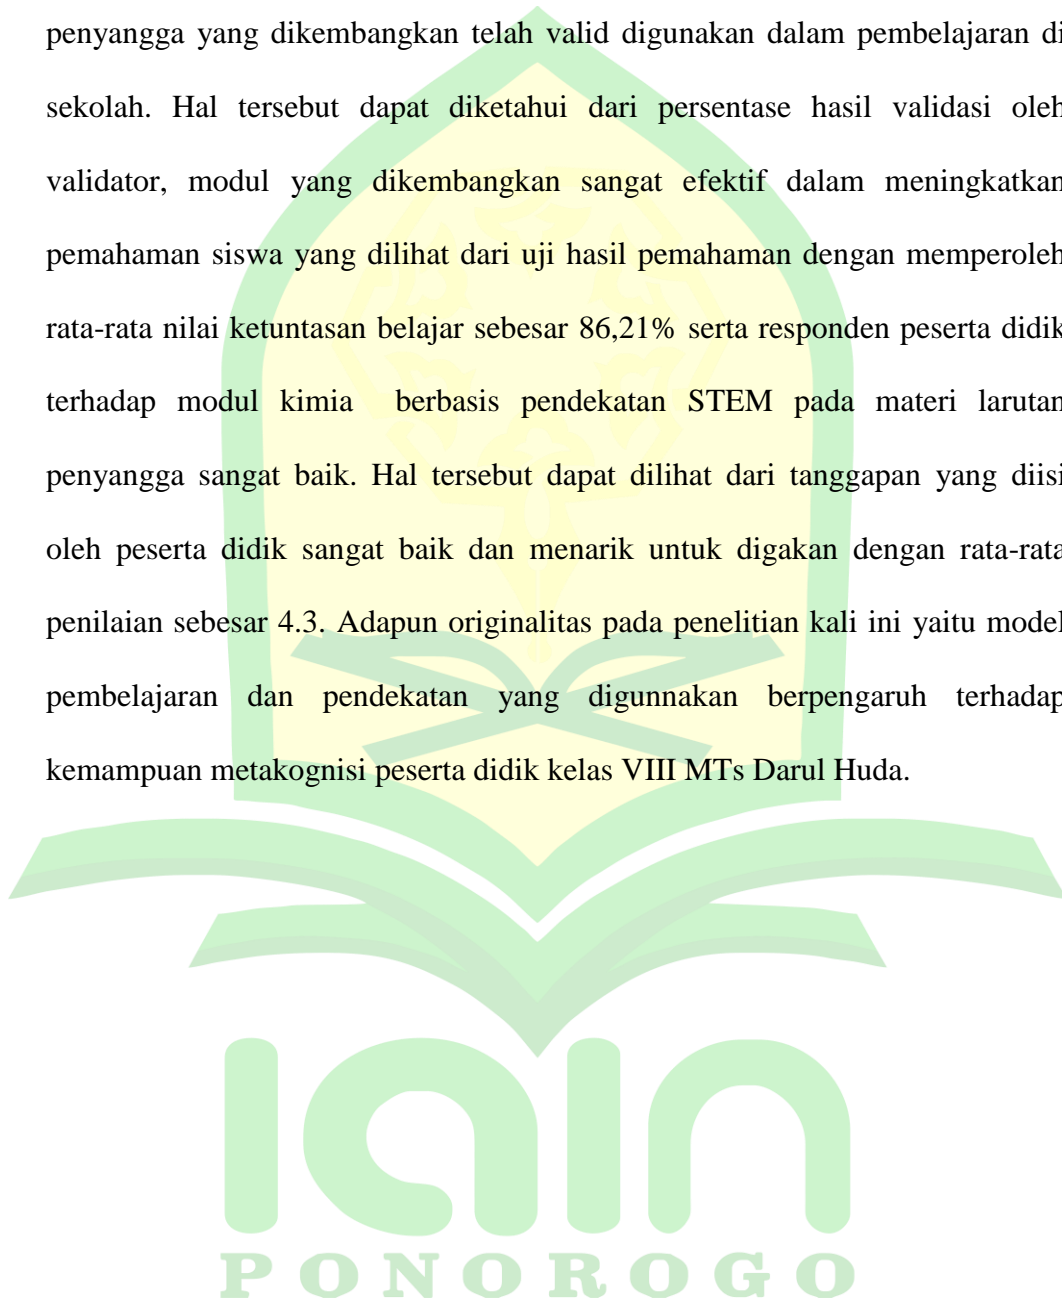 penyangga yang dikembangkan telah valid digunakan dalam pembelajaran di
sekolah. Hal tersebut dapat diketahui dari persentase hasil validasi oleh
validator, modul yang dikembangkan sangat efektif dalam meningkatkan
pemahaman siswa yang dilihat dari uji hasil pemahaman dengan memperoleh
rata-rata nilai ketuntasan belajar sebesar 86,21% serta responden peserta didik
terhadap modul kimia berbasis pendekatan STEM pada materi larutan
penyangga sangat baik. Hal tersebut dapat dilihat dari tanggapan yang diisi
oleh peserta didik sangat baik dan menarik untuk digakan dengan rata-rata
penilaian sebesar 4.3. Adapun originalitas pada penelitian kali ini yaitu model
pembelajaran dan pendekatan yang digunnakan berpengaruh terhadap
kemampuan metakognisi peserta didik kelas VIII MTs Darul Huda.
iain
PONOROGO